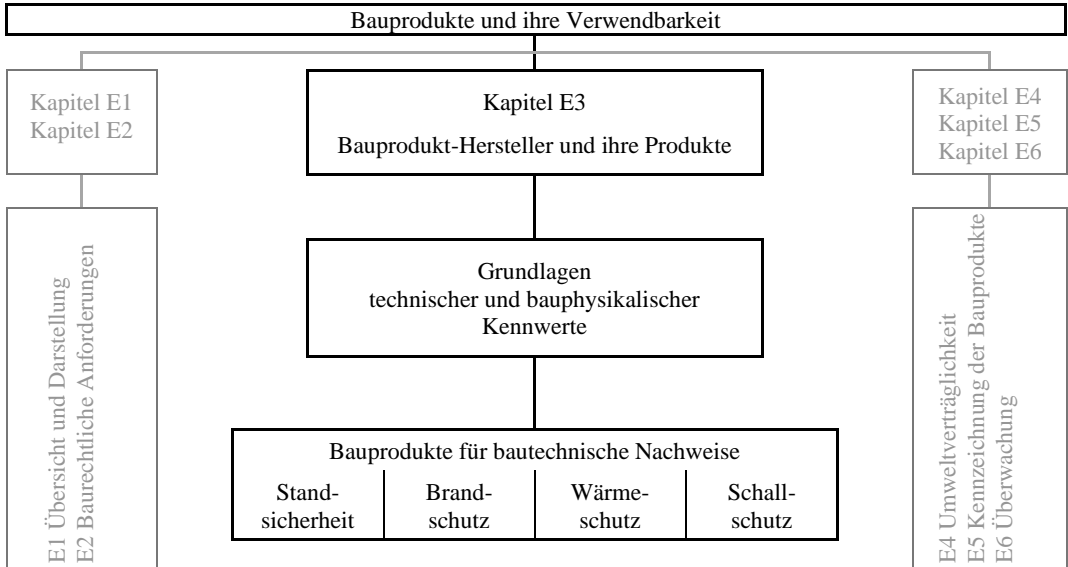 Bauprodukte und ihre Verwendbarkeit
Kapitel E1
Kapitel E2
Kapitel E3
Bauprodukt-Hersteller und ihre Produkte
Kapitel E4
Kapitel E5
Kapitel E6
E1 Übersicht und Darstellung
E2 Baurechtliche Anforderungen
Grundlagen
technischer und bauphysikalischer
Kennwerte
Bauprodukte für bautechnische Nachweise
Stand-
sicherheit
Brand-
schutz
Wärme-
schutz
Schall-
schutz
E4 Umweltverträglichkeit
E5 Kennzeichnung der Bauprodukte
E6 Überwachung